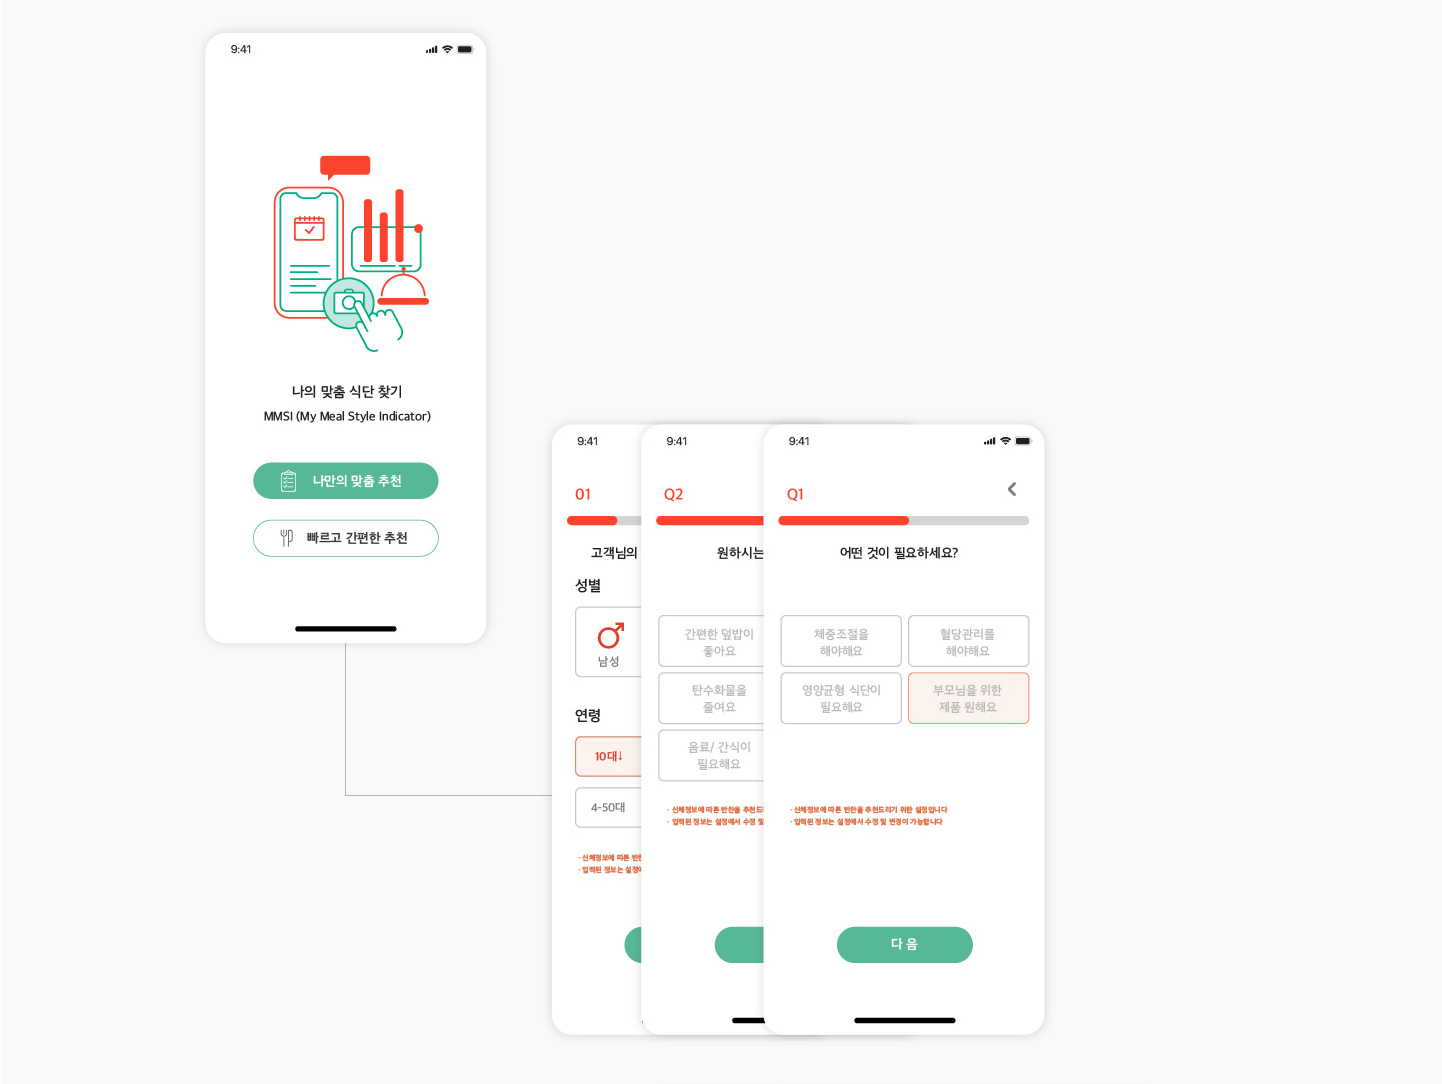 9:41
나의 맞춤 식단 찾기
MMSI (My Meal Style Indicator)
나만의 맞춤 추천
빠르고 간편한 추천
9:41
01
고객님의
성별
남성
연령
10대↓
4-50대
- 신체정보에 따른 반찬
- 입력된 정보는 설정에
9:41
Q2
원하시는
간편한 덮밥이
좋아요
탄수화물을
줄여요
음료/ 간식이
필요해요
- 신체정보에 따른 반찬을 추천드리
- 입력된 정보는 설정에서 수정 및
9:41
Q1
어떤 것이 필요하세요?
체중조절을
해야해요
혈당관리를
해야해요
영양균형 식단이
필요해요
부모님을 위한
제품 원해요
- 신체정보에 따른 반찬을 추천드리기 위한 설정입니다
- 입력된 정보는 설정에서 수정 및 변경이 가능합니다
다 음